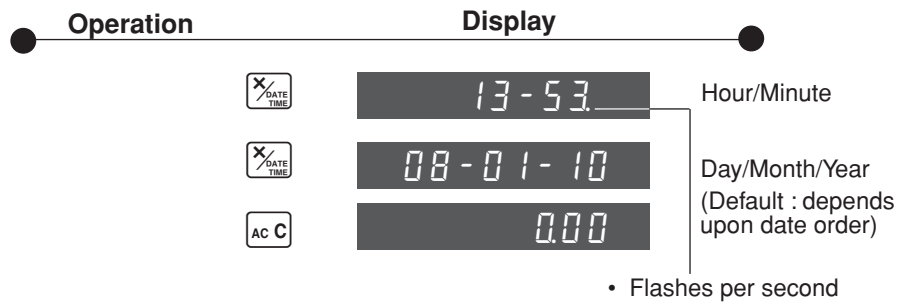 Operation Display
×/DATE TIME 13-53. Hour/Minute
×/DATE TIME 08-01-10 Day/Month/Year
(Default : depends
upon date order)
AC C 0.00
• Flashes per second